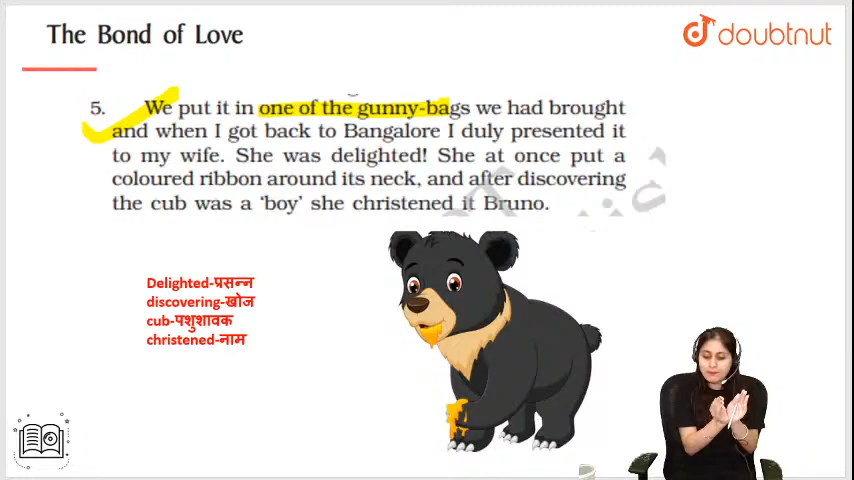 The Bond of Love
doubtnut
5. We put it in one of the gunny-bags we had brought
and when I got back to Bangalore I duly presented it
to my wife. She was delighted! She at once put a
coloured ribbon around its neck, and after discovering
the cub was a ‘boy’ she christened it Bruno.
Delighted-प्रसन्न
discovering-खोज
cub-पशुशावक
christened-नाम